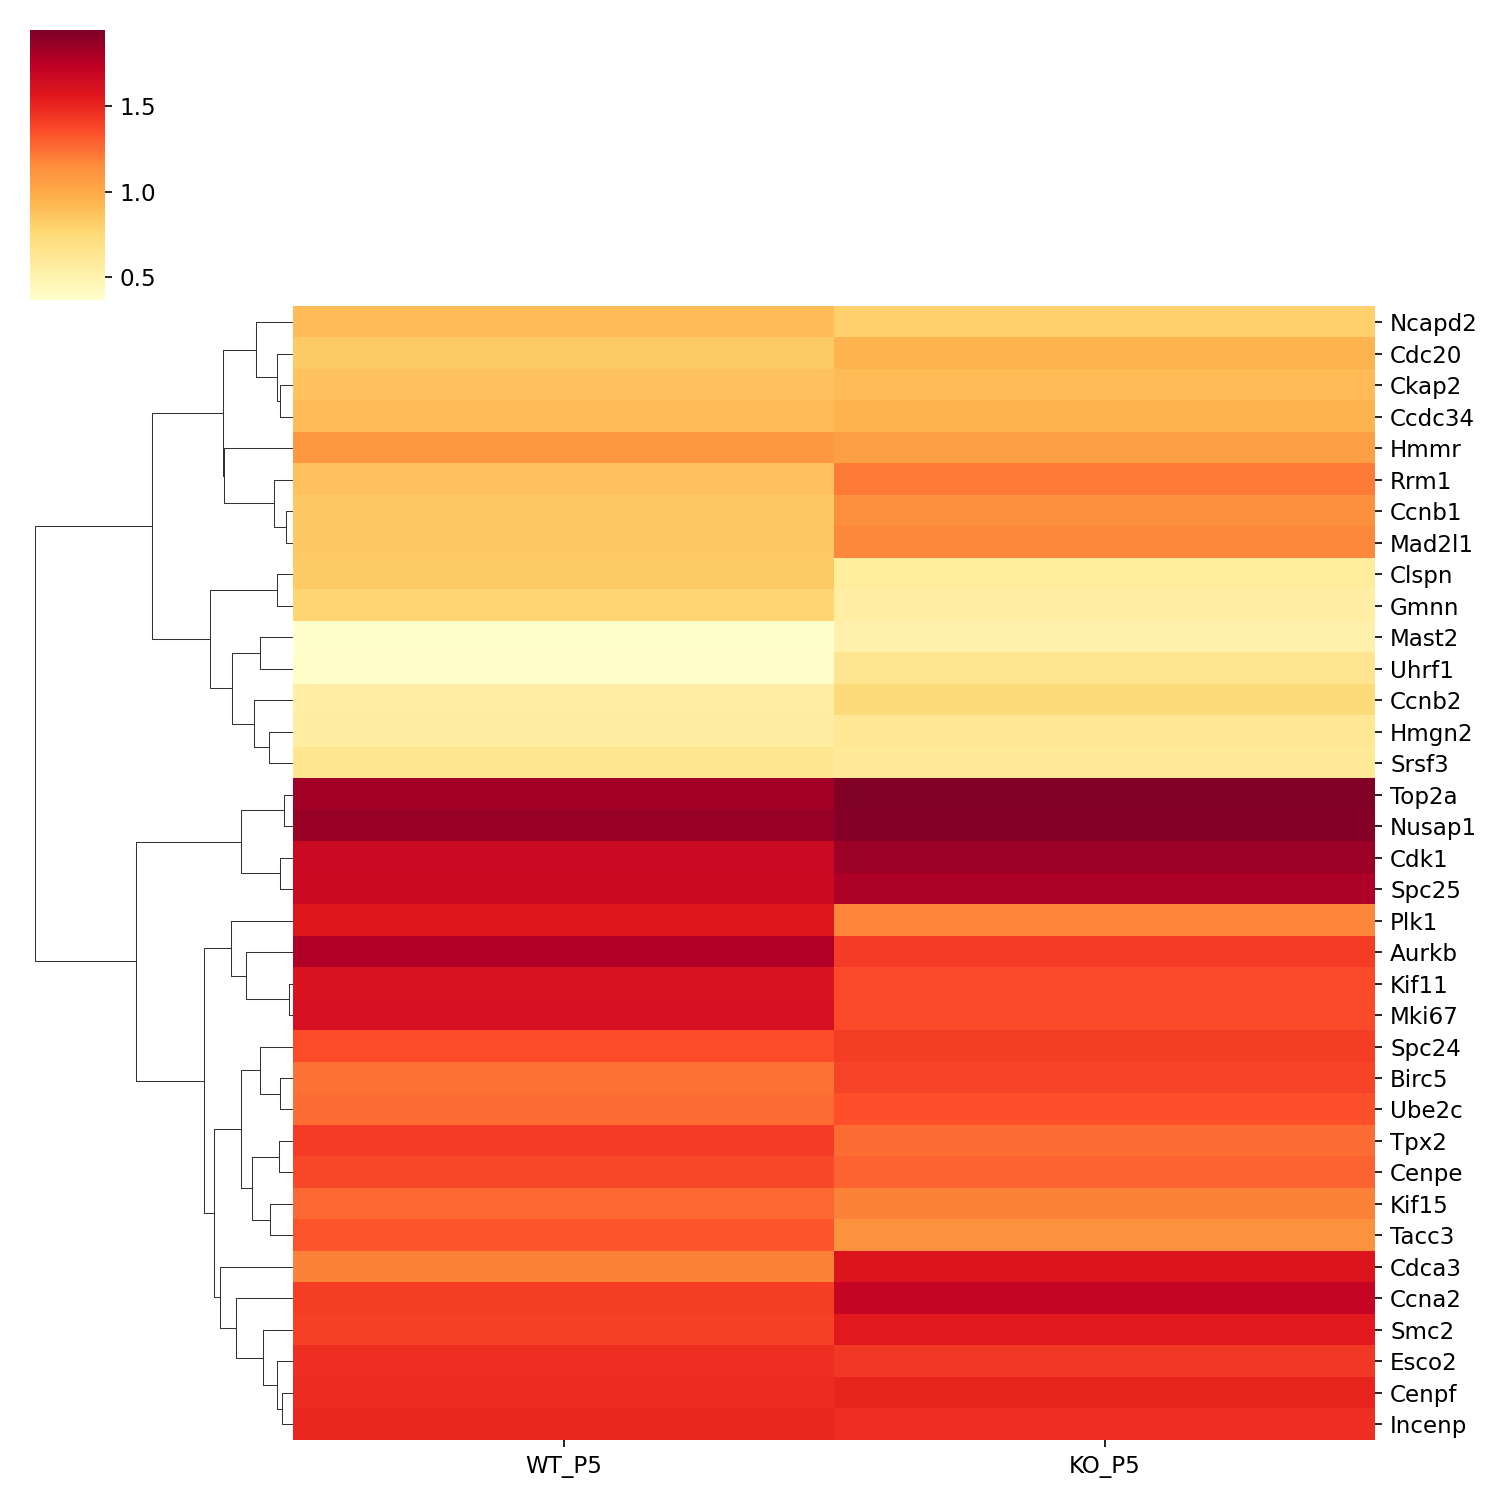 1.5
1.0
0.5
Ncapd2
Cdc20
Ckap2
Ccdc34
Hmmr
Rrm1
Ccnb1
Mad2l1
Clspn
Gmnn
Mast2
Uhrf1
Ccnb2
Hmgn2
Srsf3
Top2a
Nusap1
Cdk1
Spc25
Plk1
Aurkb
Kif11
Mki67
Spc24
Birc5
Ube2c
Tpx2
Cenpe
Kif15
Tacc3
Cdca3
Ccna2
Smc2
Esco2
Cenpf
Incenp
WT_P5 KO_P5